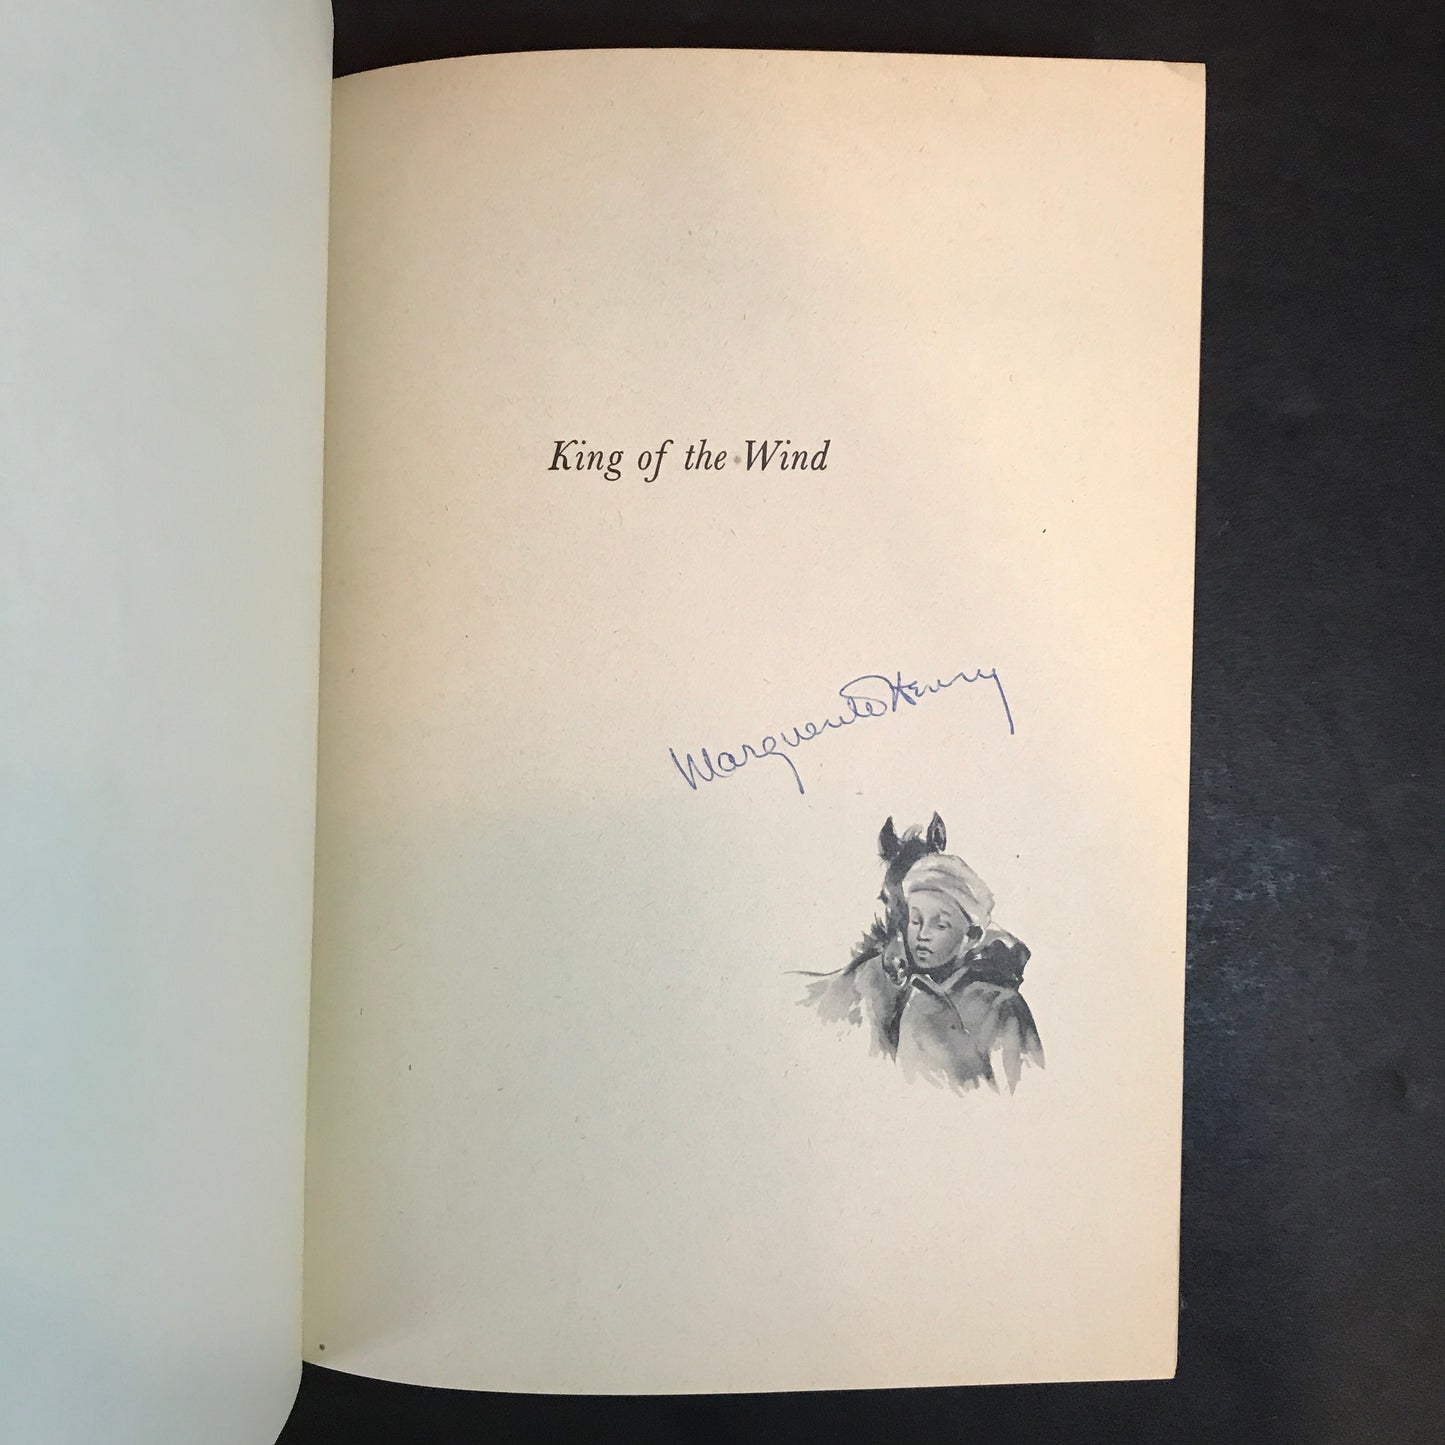 King of the Wind
Marguerite Henry